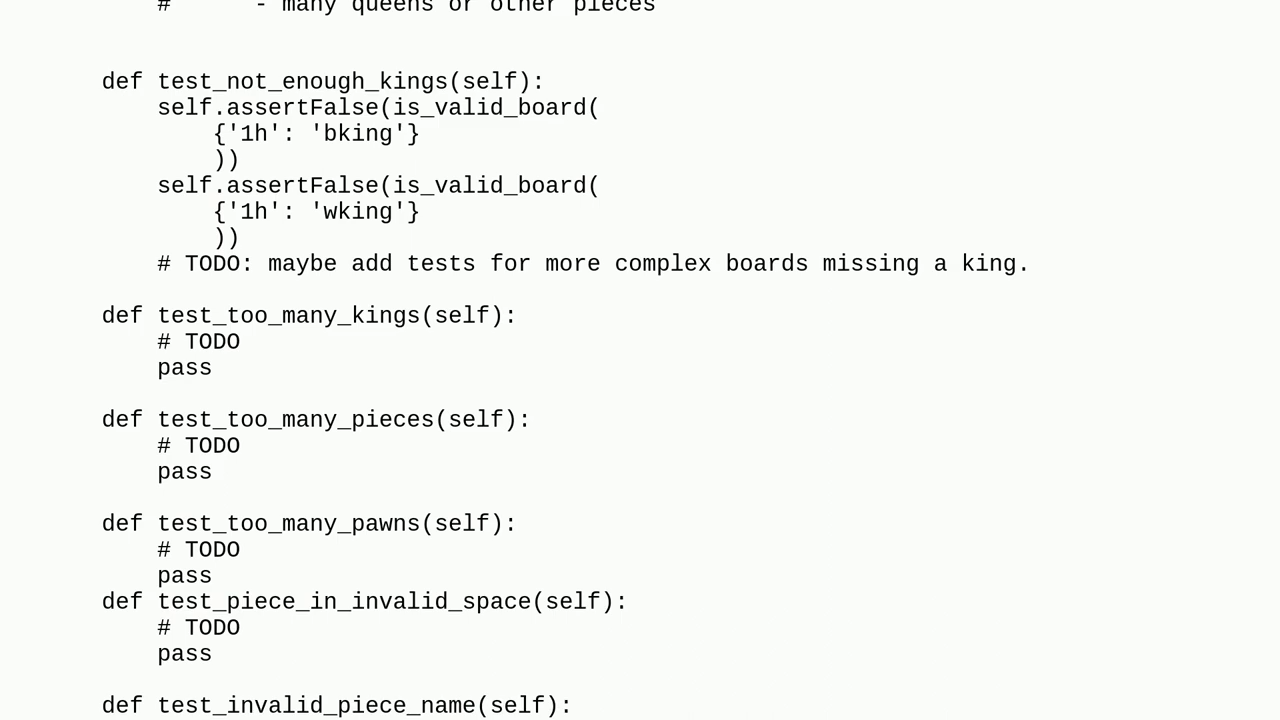 #      - many queens or other pieces
def test_not_enough_kings(self):
    self.assertFalse(is_valid_board(
        {'1h': 'bking'}
        ))
    self.assertFalse(is_valid_board(
        {'1h': 'wking'}
        ))
    # TODO: maybe add tests for more complex boards missing a king.
def test_too_many_kings(self):
    # TODO
    pass
def test_too_many_pieces(self):
    # TODO
    pass
def test_too_many_pawns(self):
    # TODO
    pass
def test_piece_in_invalid_space(self):
    # TODO
    pass
def test_invalid_piece_name(self):